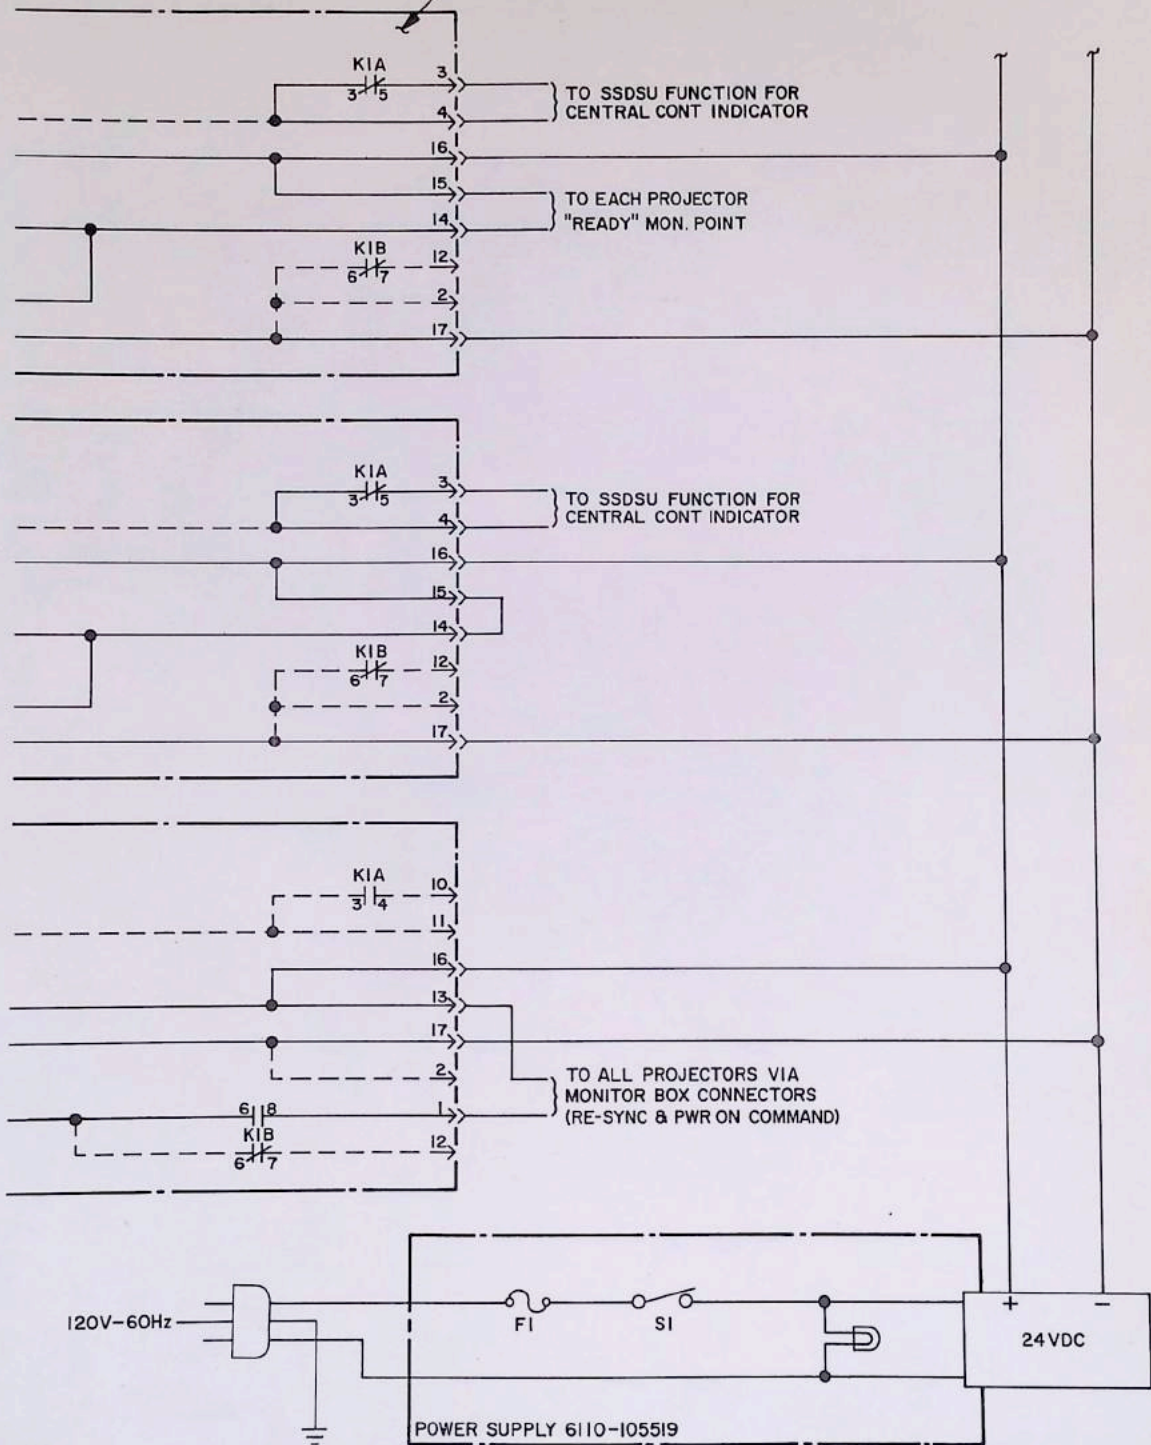 K1A
3 5
3
4
TO SSDSU FUNCTION FOR
CENTRAL CONT INDICATOR
16
15
14
TO EACH PROJECTOR
"READY" MON. POINT
K1B
6 7
12
2
17
K1A
3 5
3
4
TO SSDSU FUNCTION FOR
CENTRAL CONT INDICATOR
16
15
14
K1B
6 7
12
2
17
K1A
3 4
10
11
16
13
17
2
TO ALL PROJECTORS VIA
MONITOR BOX CONNECTORS
(RE-SYNC & PWR ON COMMAND)
6 8
1
K1B
6 7
12
120V-60Hz
F1
S1
+ −
24VDC
POWER SUPPLY 6110-105519